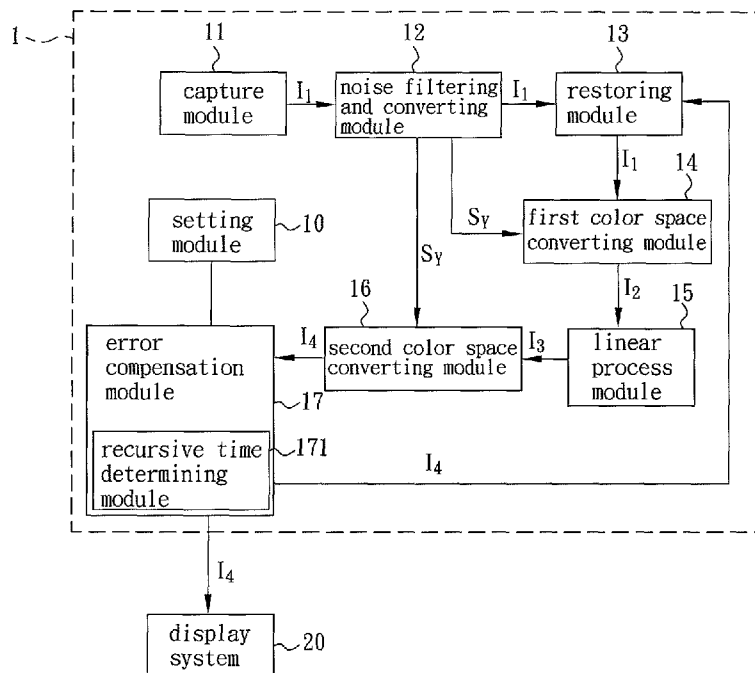 1
11
12
13
capture
module
I1
noise filtering
and converting
module
I1
restoring
module
I1
14
setting
module
10
SY
SY
first color space
converting module
I2
16
15
error
compensation
module
I4
second color space
converting module
I3
linear
process
module
17
recursive time
determining
module
171
I4
I4
display
system
20